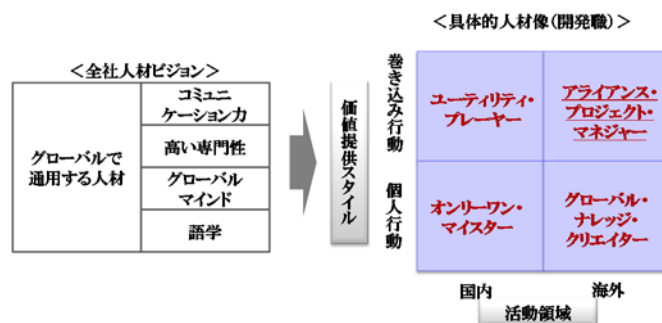 ＜具体的人材像(開発職)＞
＜全社人材ビジョン＞
グローバルで
通用する人材
コミュニ
ケーション力
高い専門性
グローバル
マインド
語学
価値提供スタイル
巻き込み行動
個人行動
ユーティリティ・
プレーヤー
アライアンス・
プロジェクト・
マネジャー
オンリーワン・
マイスター
グローバル・
ナレッジ・
クリエイター
国内
海外
活動領域